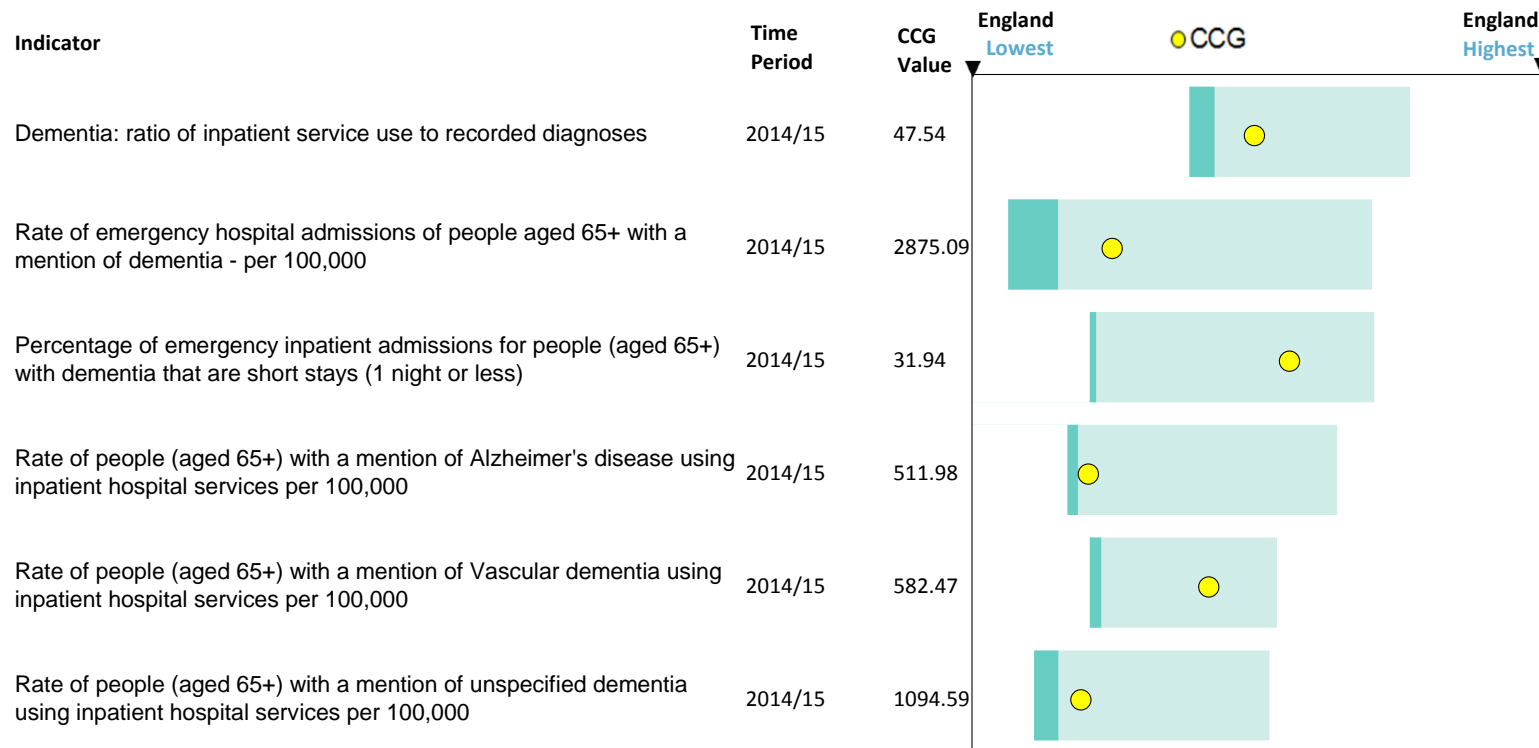 Indicator
Time
Period
CCG
Value
England
Lowest
CCG
England
Highest
Dementia: ratio of inpatient service use to recorded diagnoses 2014/15 47.54
Rate of emergency hospital admissions of people aged 65+ with a
mention of dementia - per 100,000
2014/15 2875.09
Percentage of emergency inpatient admissions for people (aged 65+)
with dementia that are short stays (1 night or less)
2014/15 31.94
Rate of people (aged 65+) with a mention of Alzheimer's disease using
inpatient hospital services per 100,000
2014/15 511.98
Rate of people (aged 65+) with a mention of Vascular dementia using
inpatient hospital services per 100,000
2014/15 582.47
Rate of people (aged 65+) with a mention of unspecified dementia
using inpatient hospital services per 100,000
2014/15 1094.59